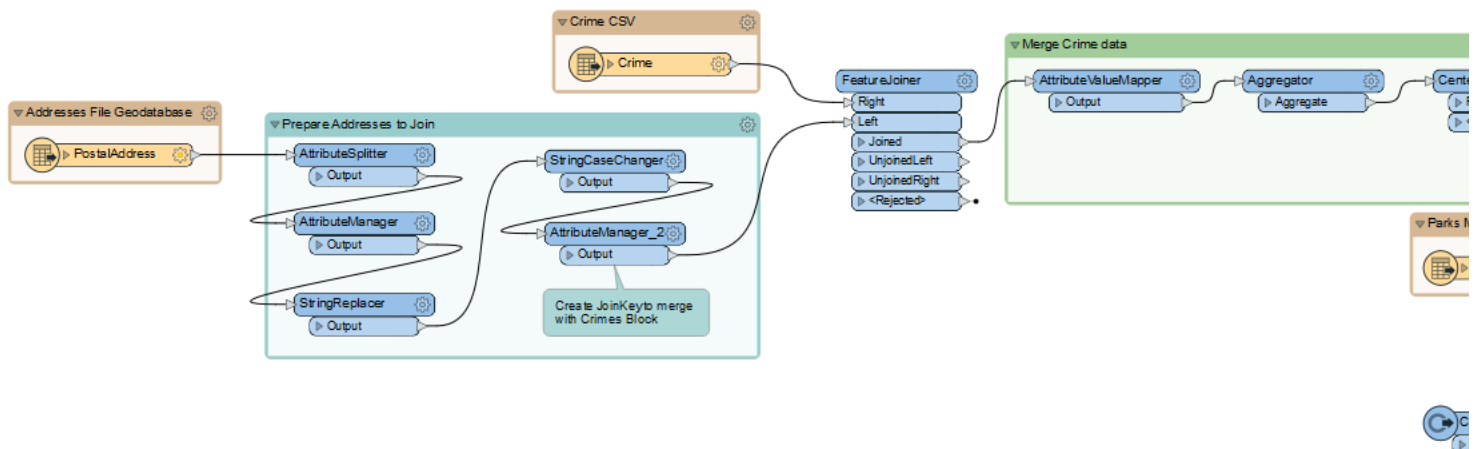 Crime CSV
Crime
Addresses File Geodatabase
PostalAddress
Prepare Addresses to Join
AttributeSplitter
Output
AttributeManager
Output
StringReplacer
Output
StringCaseChanger
Output
AttributeManager_2
Output
Create JoinKeyto merge
with Crimes Block
FeatureJoiner
Right
Left
Joined
UnjoinedLeft
UnjoinedRight
<Rejected>
Merge Crime data
AttributeValueMapper
Output
Aggregator
Aggregate
Parks